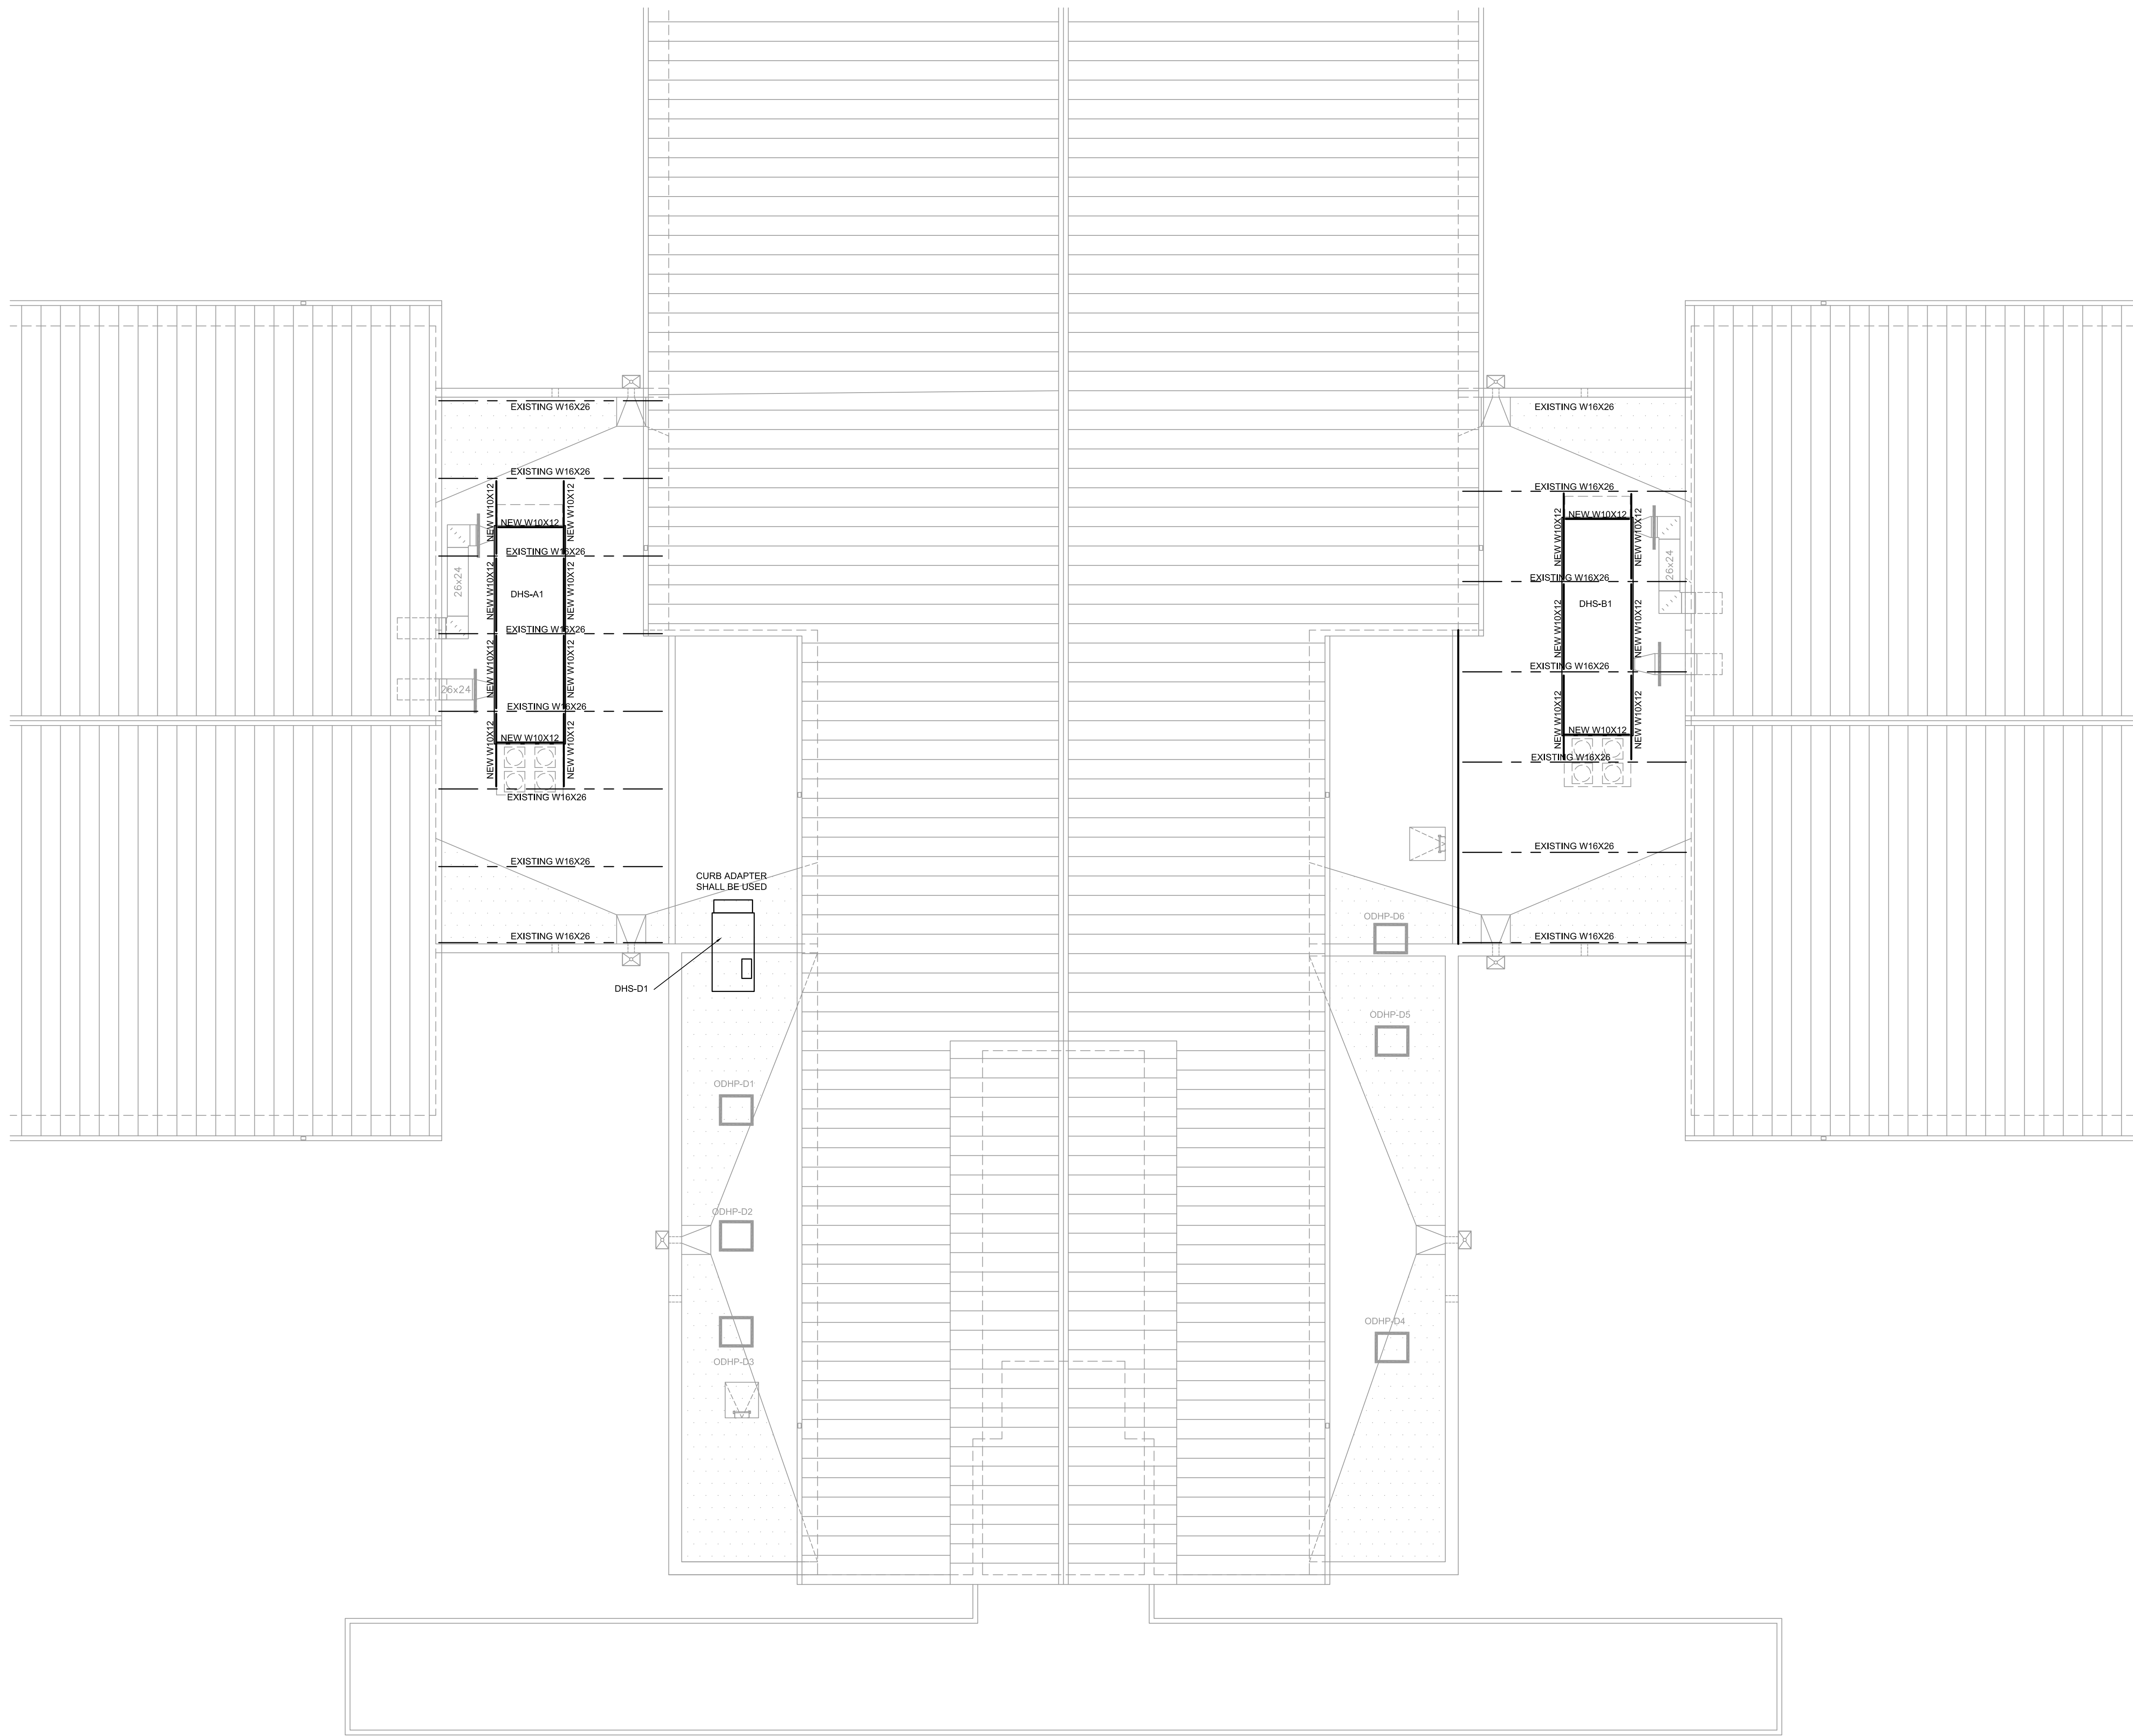 EXISTING W16X26
EXISTING W16X26
EXISTING W16X26
EXISTING W16X26
NEW W10X12
NEW W10X12
NEW W10X12
NEW W10X12
NEW W10X12
NEW W10X12
EXISTING W16X26
26x24
NEW W10X12
DHS-A1
NEW W10X12
EXISTING W16X26
NEW W10X12
NEW W10X12
26x24
EXISTING W16X26
NEW W10X12
NEW W10X12
NEW W10X12
EXISTING W16X26
EXISTING W16X26
EXISTING W16X26
26x24
EXISTING W16X26
NEW W10X12
DHS-B1
NEW W10X12
EXISTING W16X26
NEW W10X12
NEW W10X12
NEW W10X12
EXISTING W16X26
EXISTING W16X26
EXISTING W16X26
CURB ADAPTER
SHALL BE USED
DHS-D1
ODHP-D6
ODHP-D5
ODHP-D1
ODHP-D2
ODHP-D4
ODHP-D3